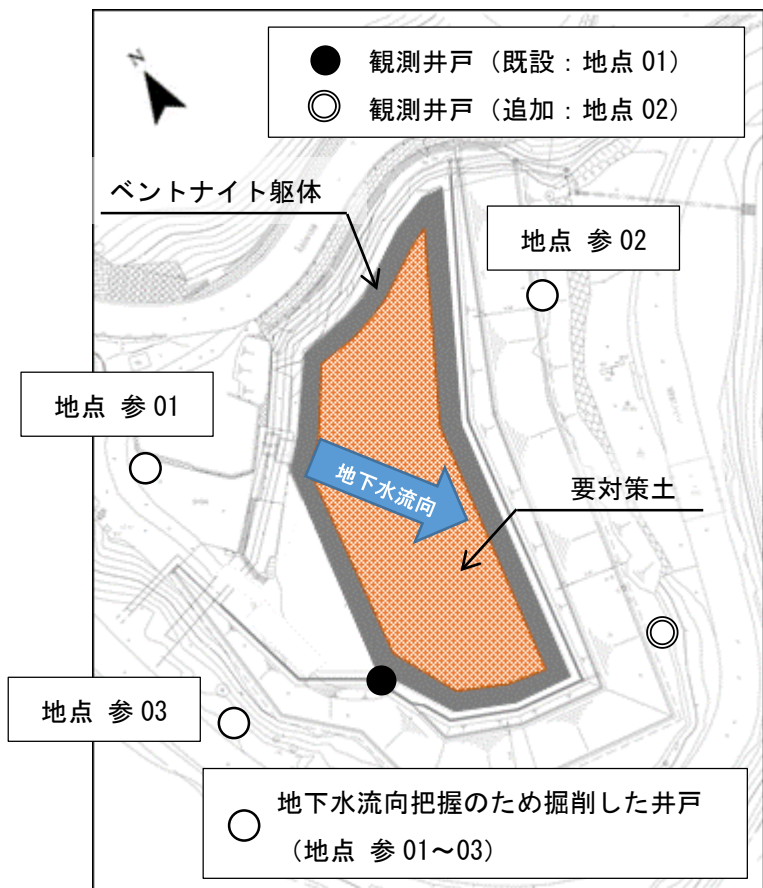 N
観測井戸（既設：地点 01）
観測井戸（追加：地点 02）
ベントナイト躯体
地点 参 02
地点 参 01
地下水流向
要対策土
地点 参 03
地下水流向把握のため掘削した井戸
（地点 参 01～03）